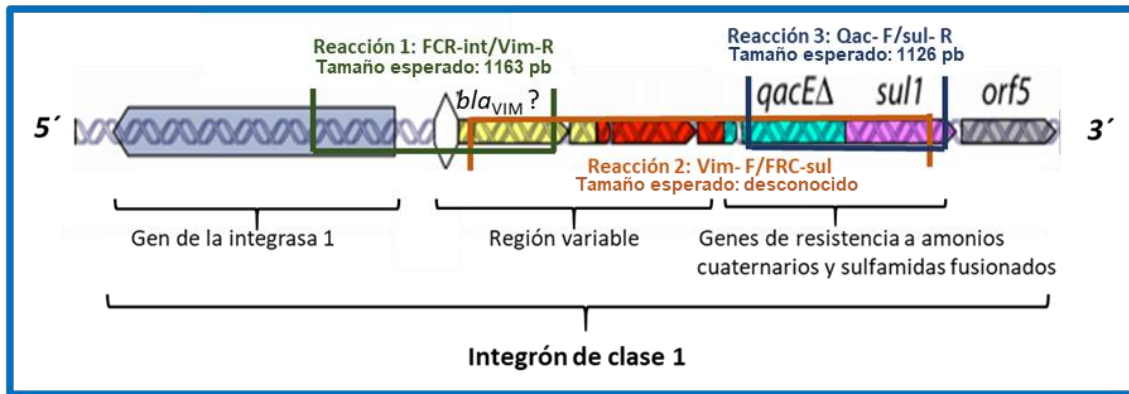 Reacción 1: FCR-int/Vim-R
Tamaño esperado: 1163 pb
Reacción 3: Qac- F/sul- R
Tamaño esperado: 1126 pb
blaVIM ?
qacEΔ
sul1
orf5
5´
3´
Reacción 2: Vim- F/FRC-sul
Tamaño esperado: desconocido
Gen de la integrasa 1
Región variable
Genes de resistencia a amonios
cuaternarios y sulfamidas fusionados
Integrón de clase 1